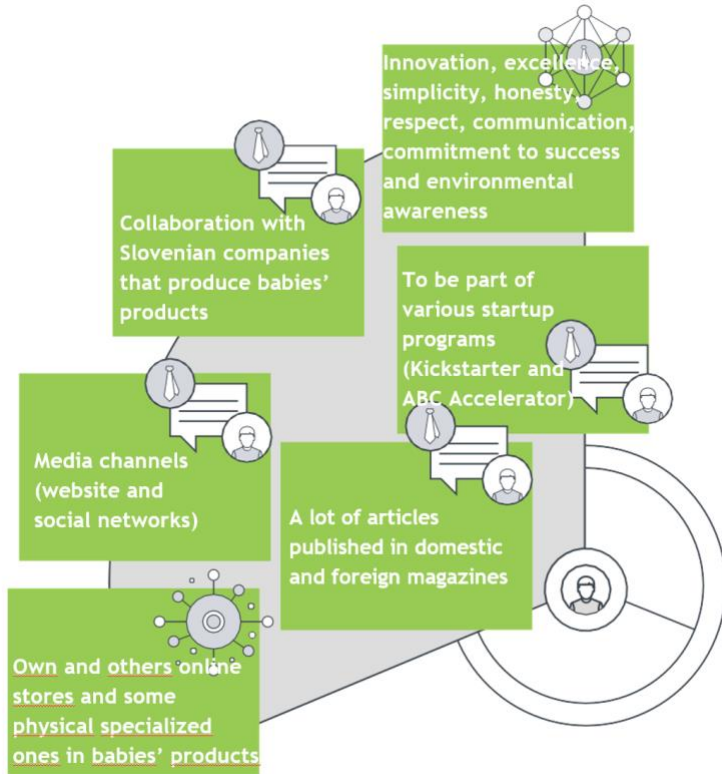 Innovation, excellence,
simplicity, honesty,
respect, communication,
commitment to success
and environmental
awareness
Collaboration with
Slovenian companies
that produce babies’
products
To be part of
various startup
programs
(Kickstarter and
ABC Accelerator)
Media channels
(website and
social networks)
A lot of articles
published in domestic
and foreign magazines
Own and others online
stores and some
physical specialized
ones in babies’ products